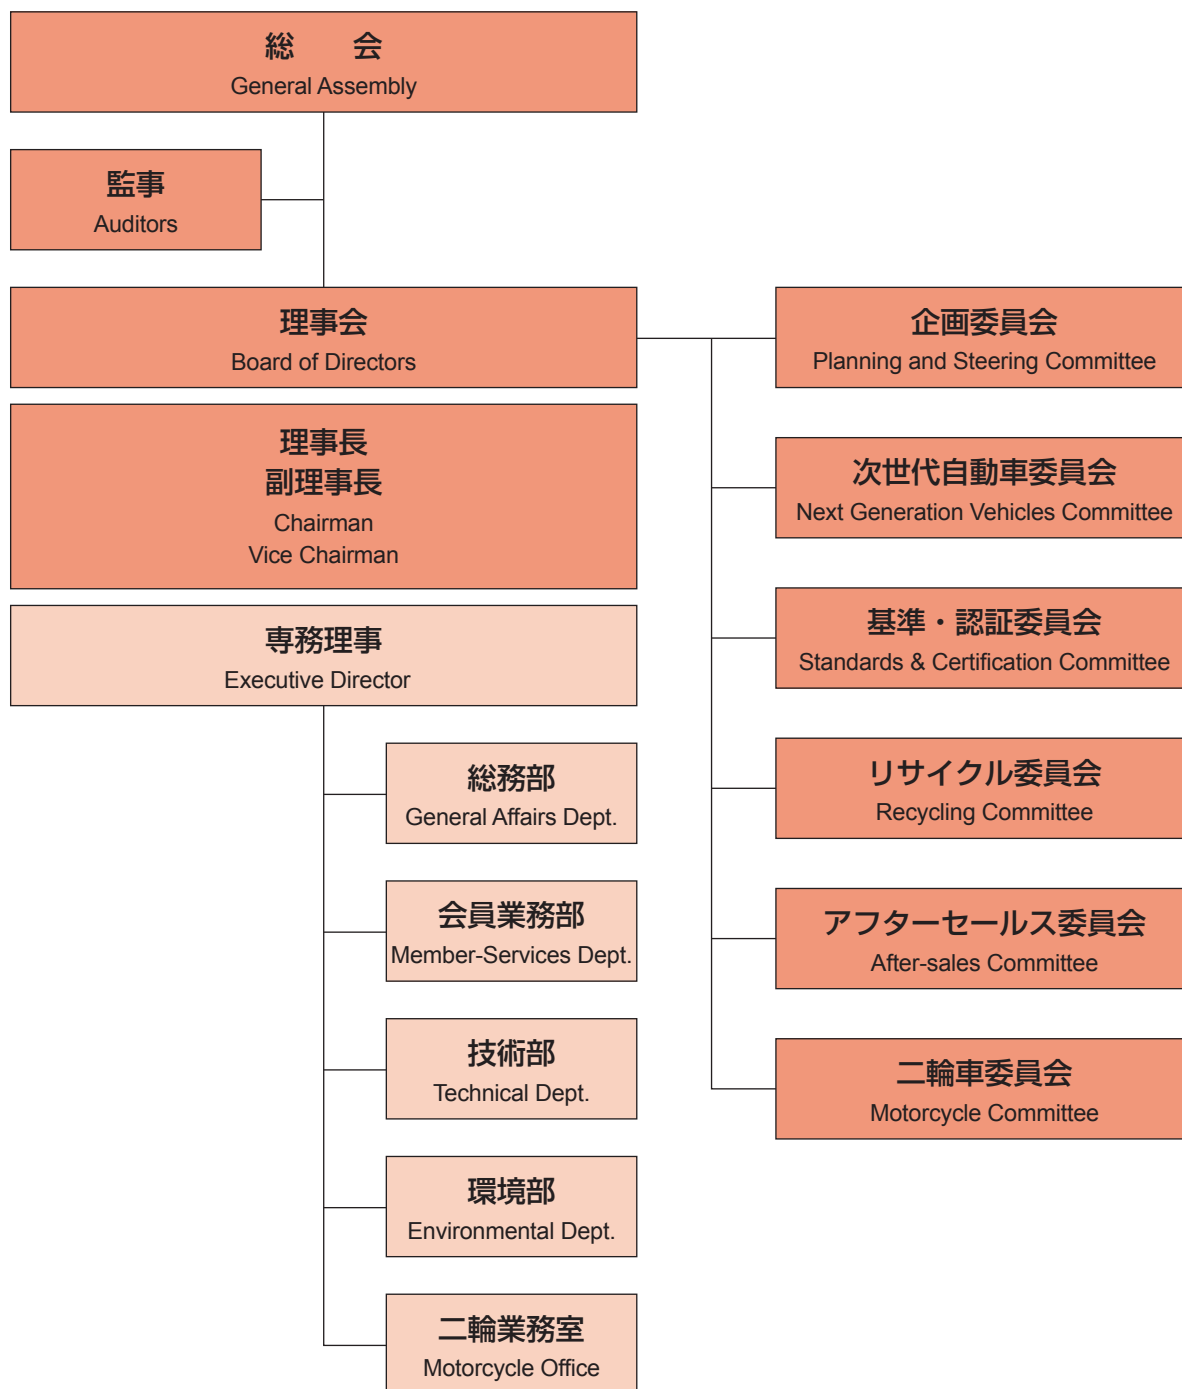 総　　会
General Assembly
監事
Auditors
理事会
Board of Directors
理事長
副理事長
Chairman
Vice Chairman
専務理事
Executive Director
総務部
General Affairs Dept.
会員業務部
Member-Services Dept.
技術部
Technical Dept.
環境部
Environmental Dept.
二輪業務室
Motorcycle Office
企画委員会
Planning and Steering Committee
次世代自動車委員会
Next Generation Vehicles Committee
基準・認証委員会
Standards & Certification Committee
リサイクル委員会
Recycling Committee
アフターセールス委員会
After-sales Committee
二輪車委員会
Motorcycle Committee